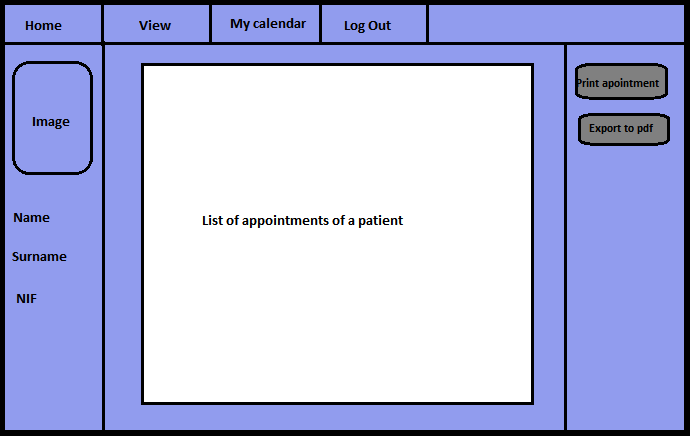 Home
View
My calendar
Log Out
Image
Name
Surname
NIF
List of appointments of a patient
Print apointment
Export to pdf